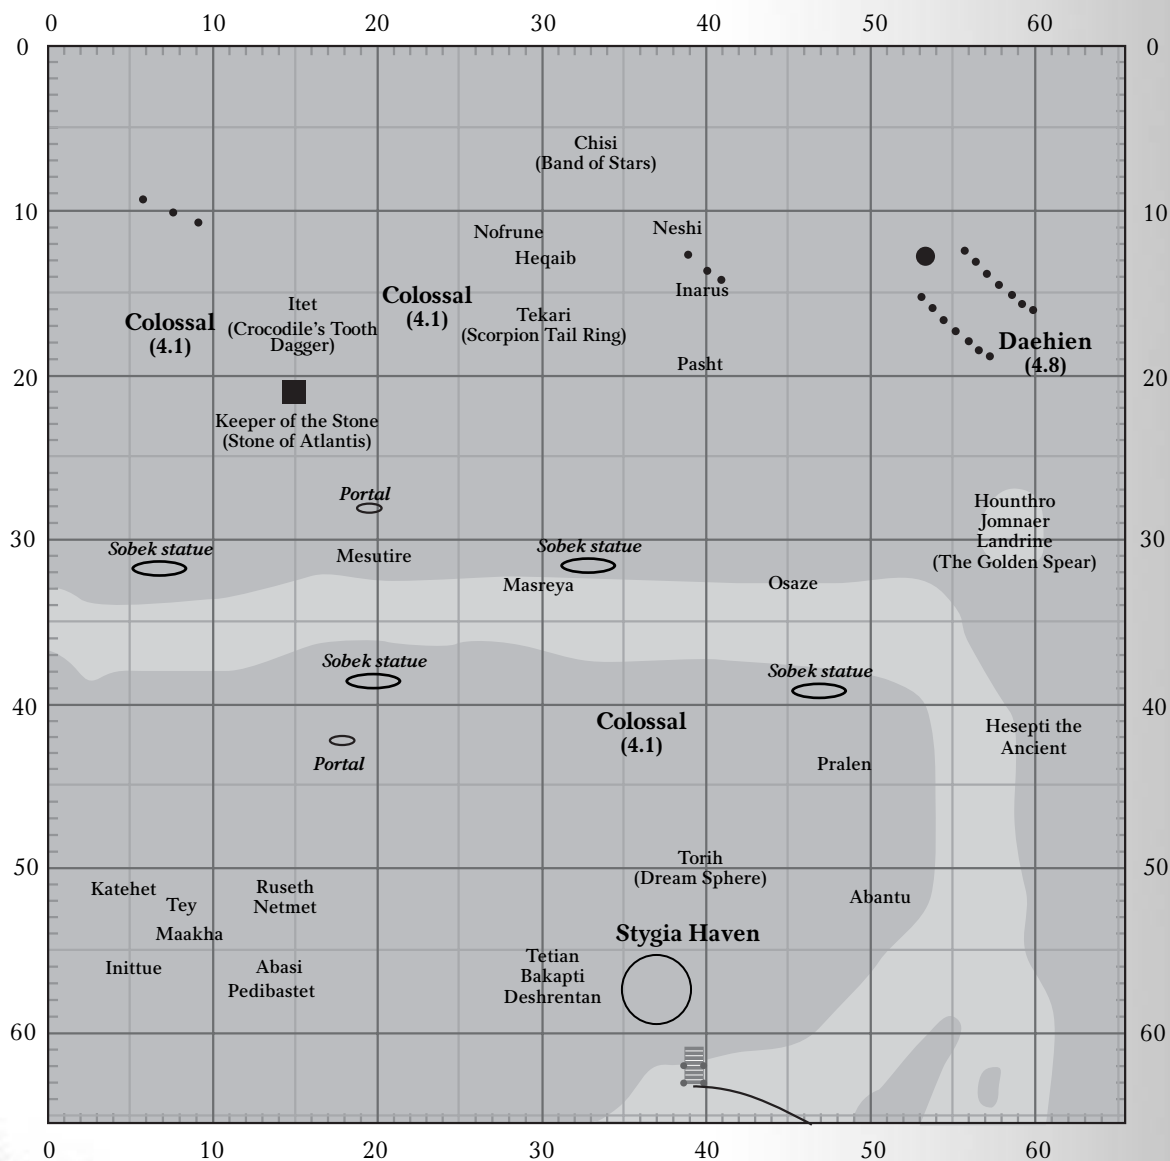 0 10 20 30 40 50 60
0 0
Chisi
(Band of Stars)
10 10
Nofrune
Neshi
Heqaib
Inarus
Colossal
(4.1)
Itet
(Crocodile's Tooth
Dagger)
Colossal
(4.1)
Tekari
(Scorpion Tail Ring)
Daehien
(4.8)
Pasht
20 20
Keeper of the Stone
(Stone of Atlantis)
Portal
Hounthro
Jomnaer
Landrine
(The Golden Spear)
30 30
Sobek statue
Mesutire
Sobek statue
Masreya
Osaze
Sobek statue
Sobek statue
40 40
Colossal
(4.1)
Hesepti the
Ancient
Portal
Pralen
Torih
(Dream Sphere)
50 50
Katehet
Tey
Maakha
Ruseth
Netmet
Abantu
Stygia Haven
Inittue
Abasi
Pedibastet
Tetian
Bakapti
Deshrentan
60 60
0 10 20 30 40 50 60